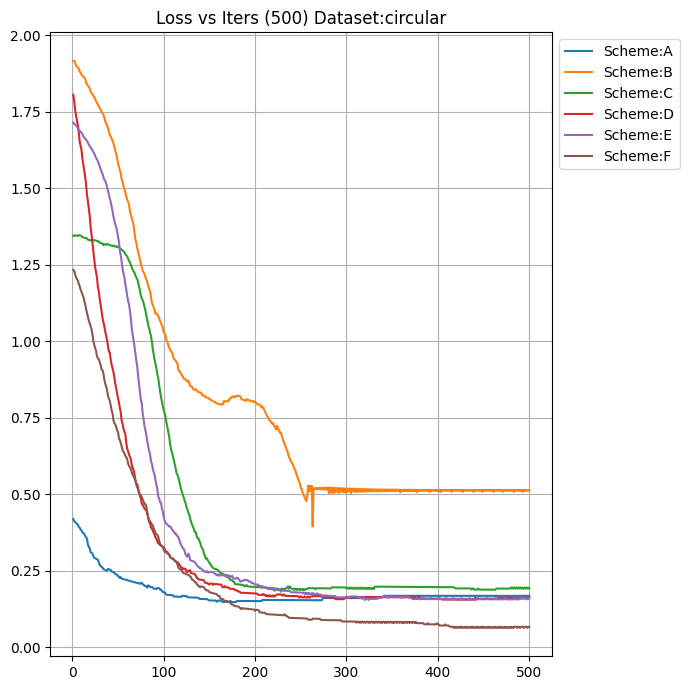 Loss vs Iters (500) Dataset:circular
2.00
1.75
1.50
1.25
1.00
0.75
0.50
0.25
0.00
0 100 200 300 400 500
Scheme:A
Scheme:B
Scheme:C
Scheme:D
Scheme:E
Scheme:F